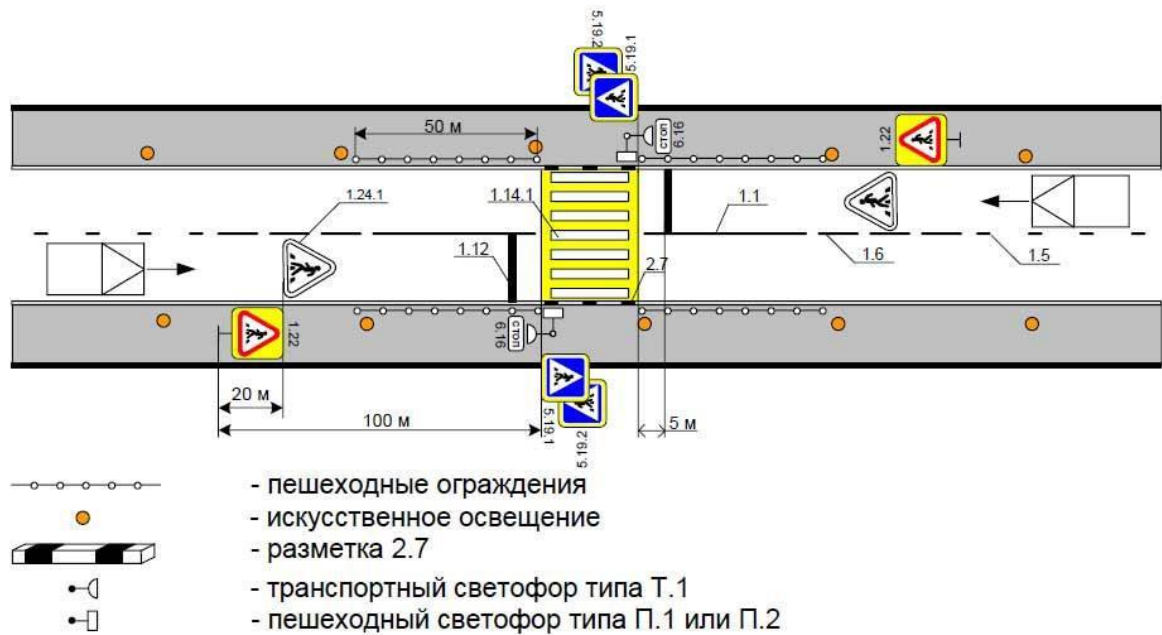 5.19.2
5.19.1
50 м
стоп
6.16
1.22
1.24.1
1.14.1
1.1
1.12
2.7
1.6
1.5
1.22
6.16
стоп
20 м
100 м
5.19.1
5.19.2
5 м
- пешеходные ограждения
- искусственное освещение
- разметка 2.7
- транспортный светофор типа Т.1
- пешеходный светофор типа П.1 или П.2